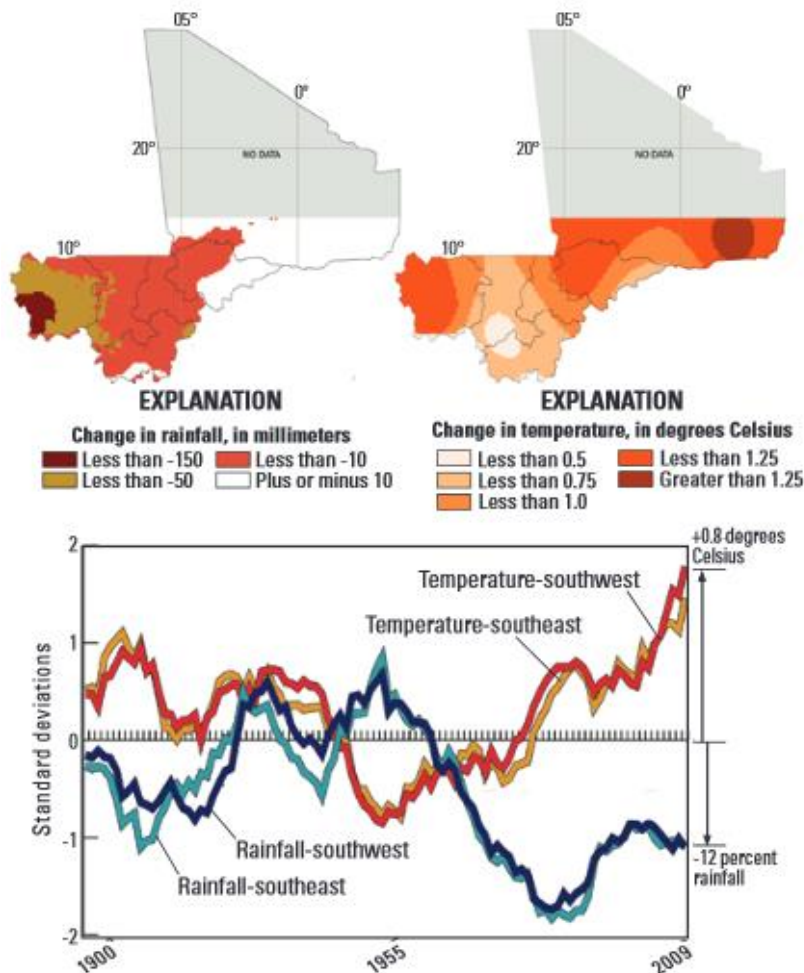 05°
0°
20°
NO DATA
10°
EXPLANATION
Change in rainfall, in millimeters
Less than -150
Less than -10
Less than -50
Plus or minus 10
05°
0°
20°
NO DATA
10°
EXPLANATION
Change in temperature, in degrees Celsius
Less than 0.5
Less than 1.25
Less than 0.75
Greater than 1.25
Less than 1.0
2
1
0
-1
-2
Standard deviations
Temperature-southwest
Temperature-southeast
Rainfall-southwest
Rainfall-southeast
+0.8 degrees
Celsius
-12 percent
rainfall
1900
1955
2009